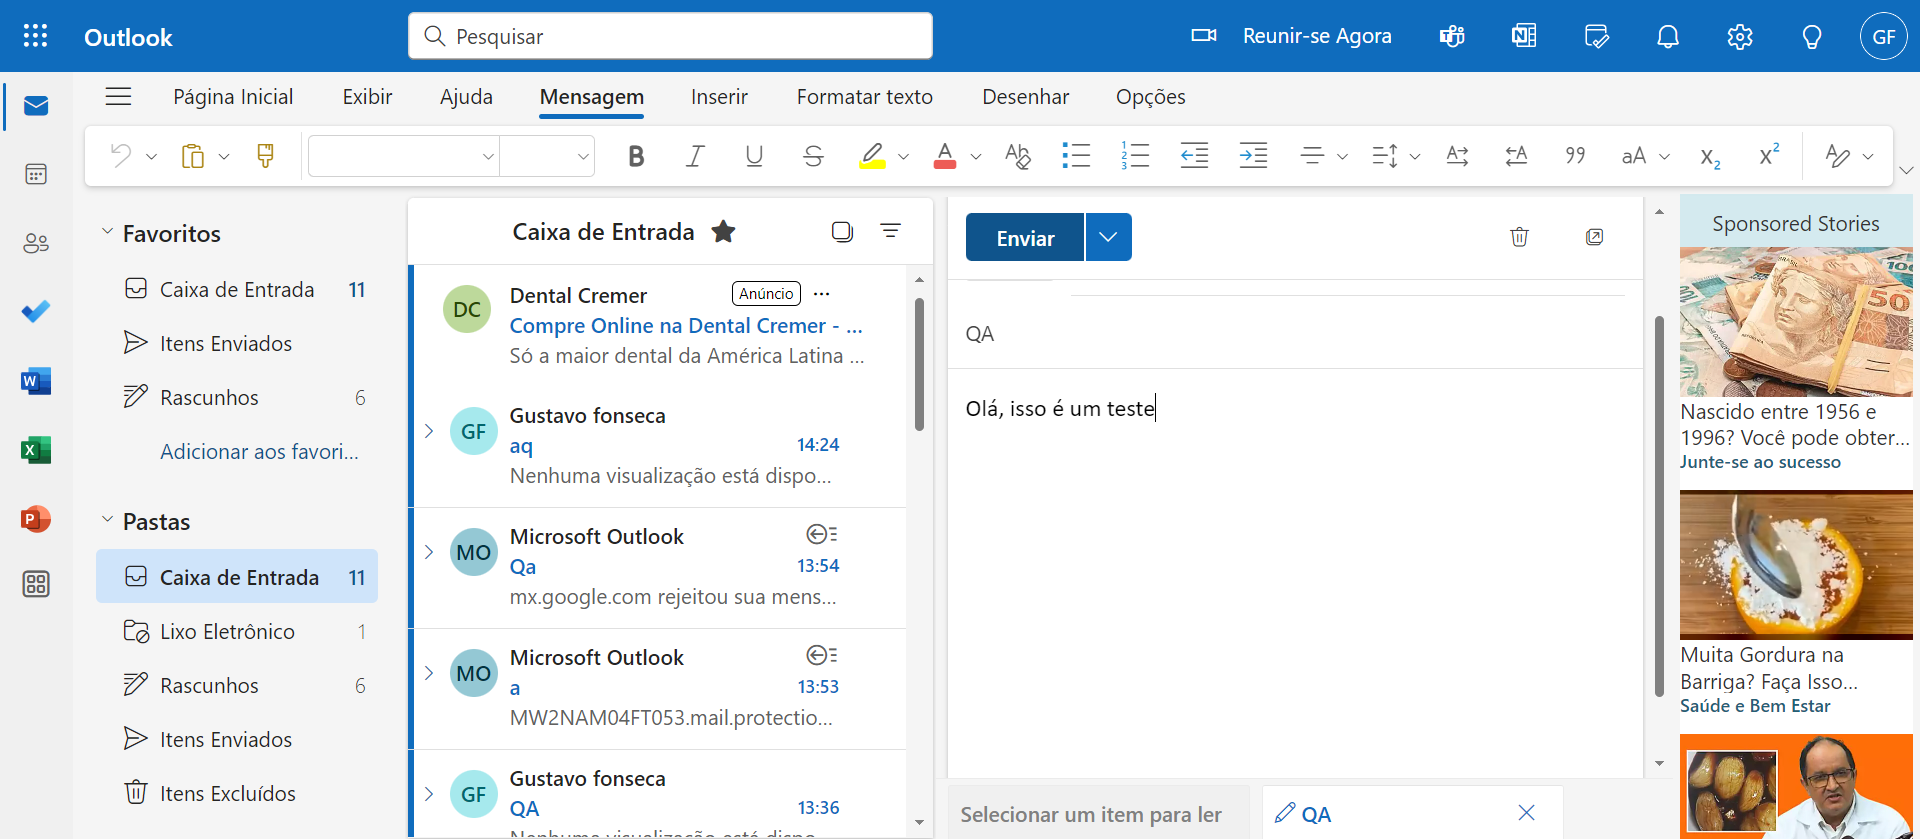 Outlook
Pesquisar
Reunir-se Agora
GF
Página Inicial
Exibir
Ajuda
Mensagem
Inserir
Formatar texto
Desenhar
Opções
Favoritos
Caixa de Entrada 11
Itens Enviados
Rascunhos 6
Adicionar aos favori...
Pastas
Caixa de Entrada 11
Lixo Eletrônico 1
Rascunhos 6
Itens Enviados
Itens Excluídos
Caixa de Entrada
DC
Dental Cremer
Anúncio
Compre Online na Dental Cremer - ...
Só a maior dental da América Latina ...
GF
Gustavo fonseca
aq 14:24
Nenhuma visualização está dispo...
MO
Microsoft Outlook
Qa 13:54
mx.google.com rejeitou sua mens...
MO
Microsoft Outlook
a 13:53
MW2NAM04FT053.mail.protectio...
GF
Gustavo fonseca
QA 13:36
Nenhuma visualização está dispo...
Enviar
QA
Olá, isso é um teste
Selecionar um item para ler
QA
Sponsored Stories
Nascido entre 1956 e
1996? Você pode obter...
Junte-se ao sucesso
Muita Gordura na
Barriga? Faça Isso...
Saúde e Bem Estar